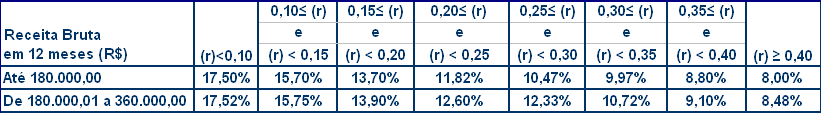 Receita Bruta em 12 meses (R$) (r)<0,10 0,10≤ (r) e (r) < 0,15 0,15≤ (r) e (r) < 0,20 0,20≤ (r) e (r) < 0,25 0,25≤ (r) e (r) < 0,30 0,30≤ (r) e (r) < 0,35 0,35≤ (r) e (r) < 0,40 (r) ≥ 0,40
Até 180.000,00 17,50% 15,70% 13,70% 11,82% 10,47% 9,97% 8,80% 8,00%
De 180.000,01 a 360.000,00 17,52% 15,75% 13,90% 12,60% 12,33% 10,72% 9,10% 8,48%